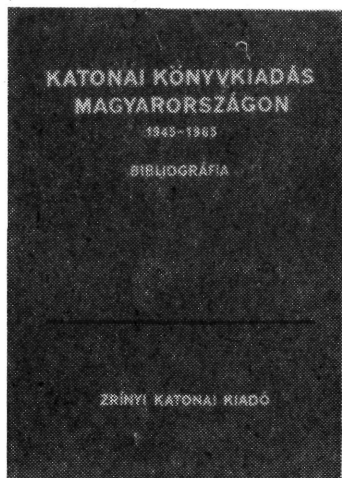 KATONAI KÖNYVKIADÁS
MAGYARORSZÁGON
1945-1965
BIBLIOGRÁFIA
ZRÍNYI KATONAI KIADÓ